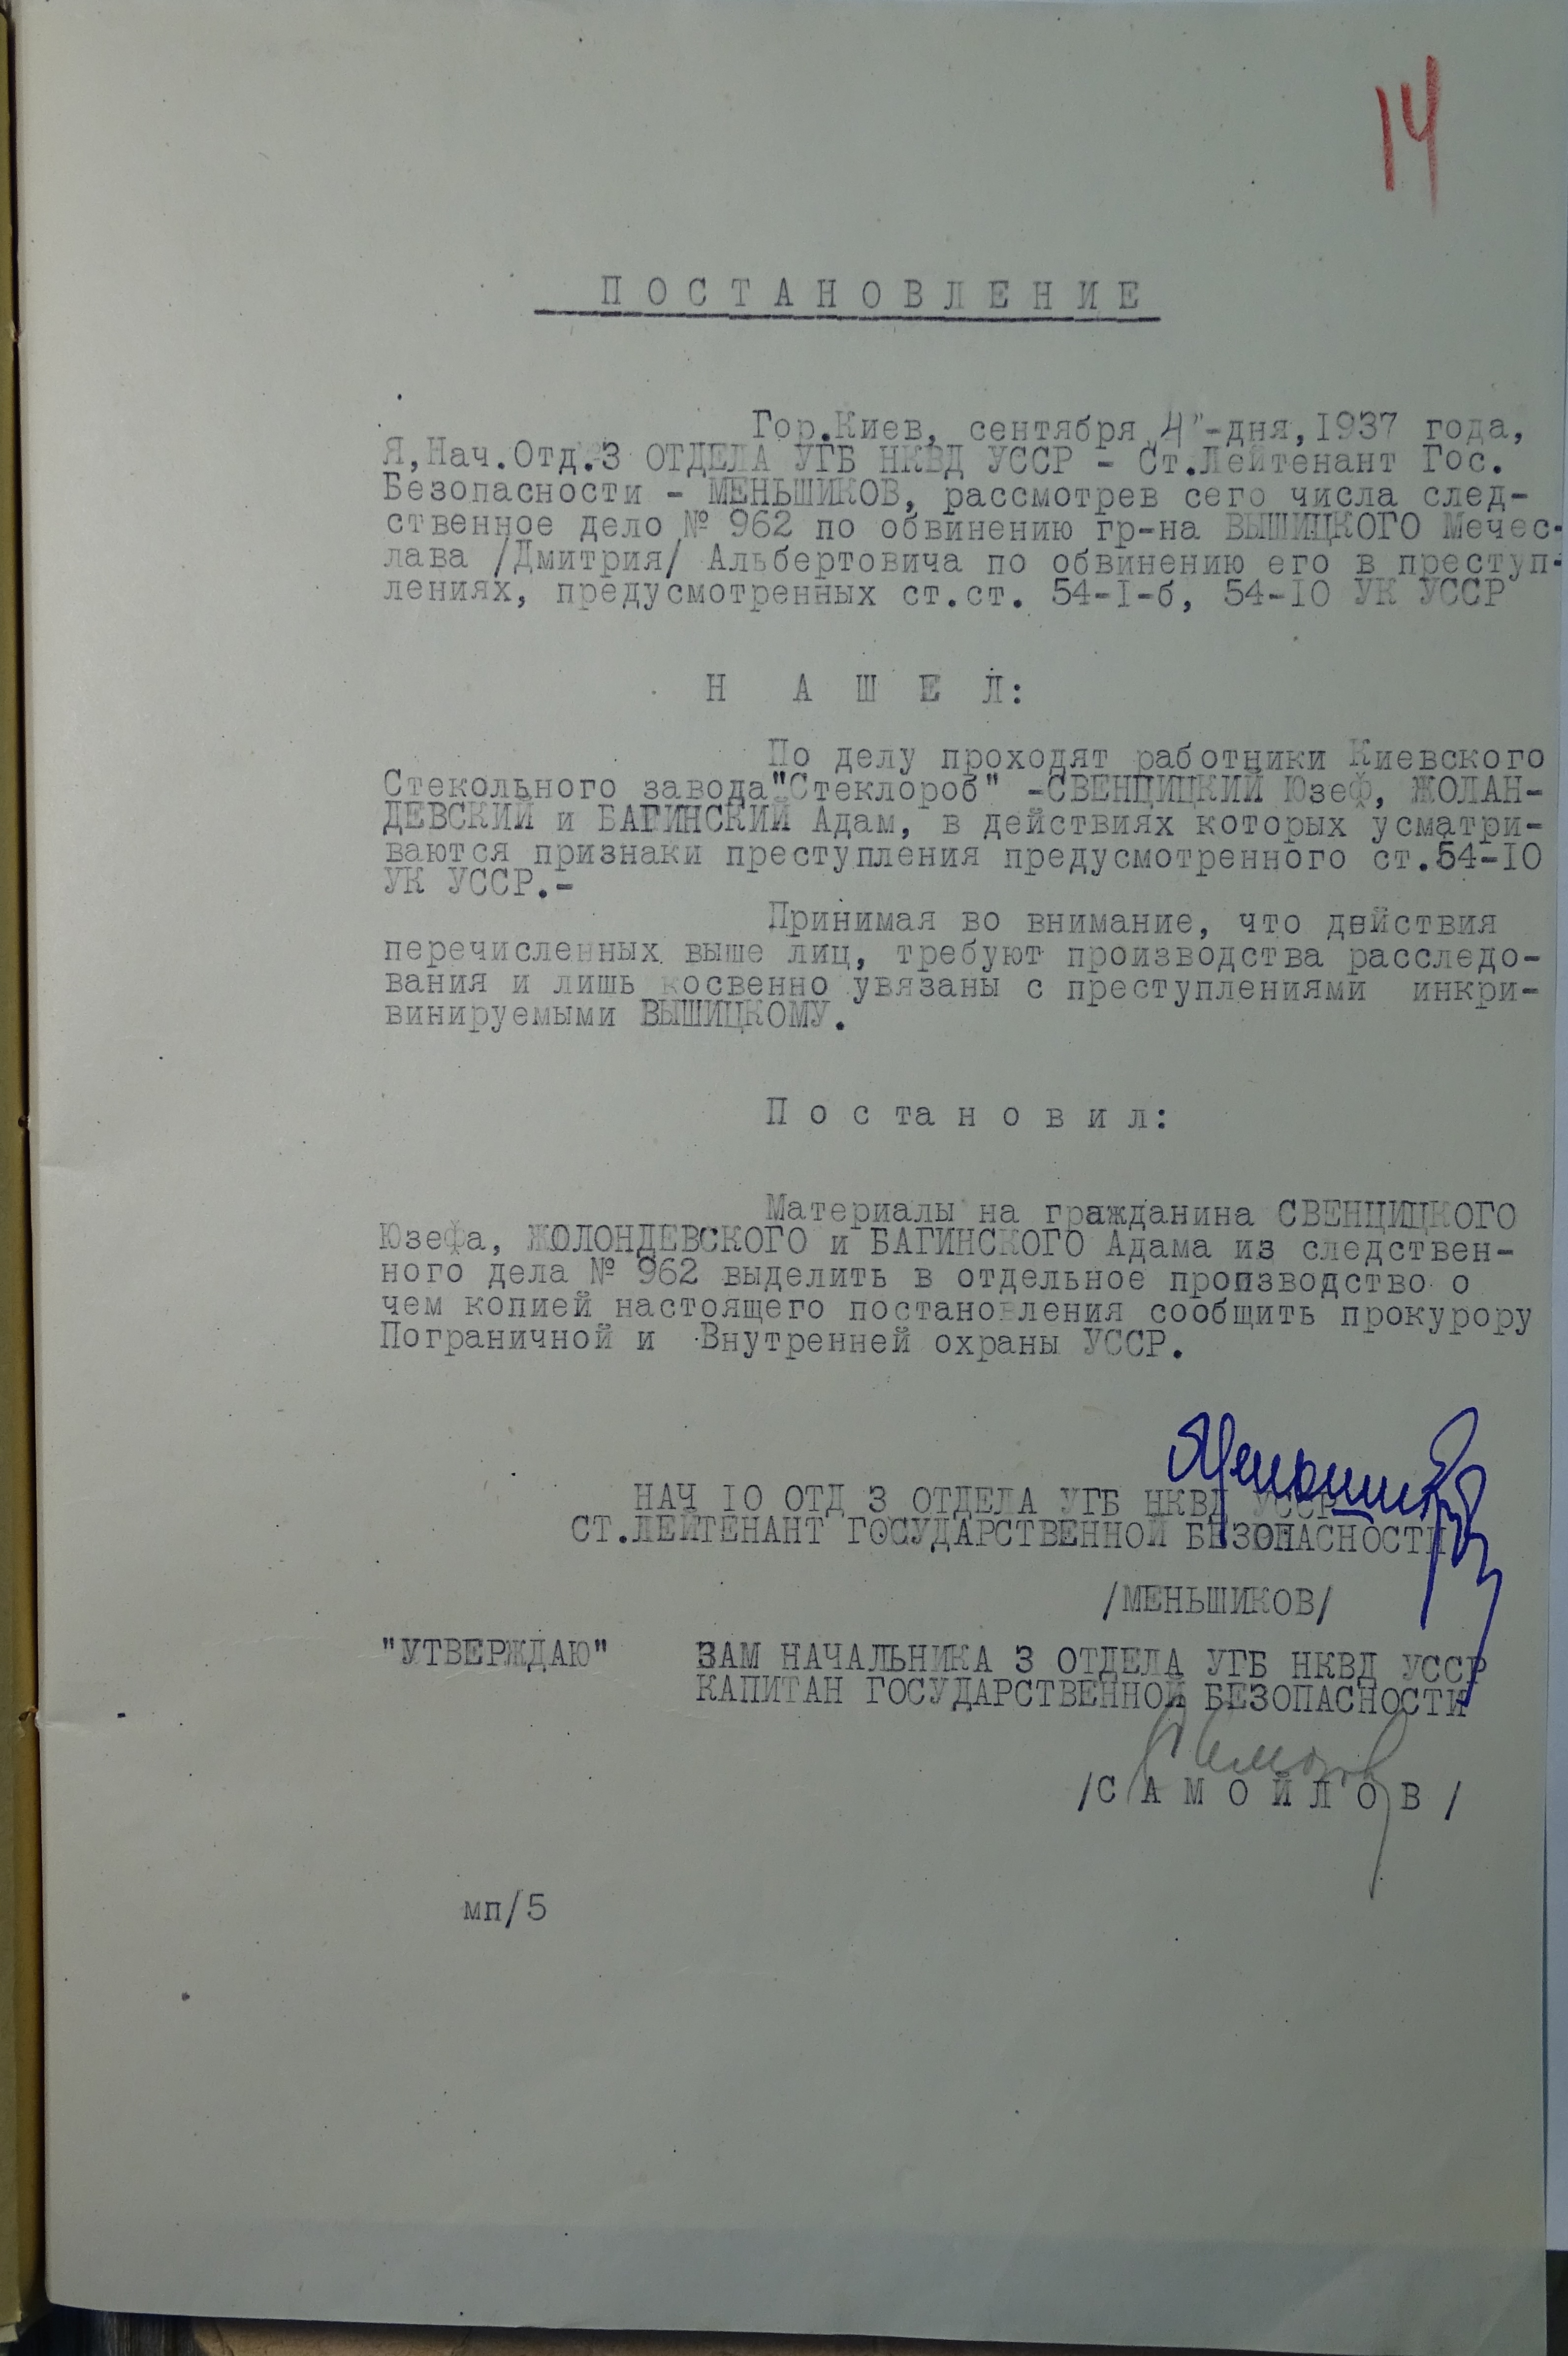 14
П О С Т А Н О В Л Е Н И Е
Гор.Киев, сентября "4"-дня,1937 года,
Я,Нач.Отд.3 ОТДЕЛА УГБ НКВД УССР - Ст.Лейтенант Гос.
Безопасности - МЕНЬШИКОВ, рассмотрев сего числа след-
ственное дело № 962 по обвинению гр-на ВЫШИЦКОГО Мечес-
лава /Дмитрия/ Альбертовича по обвинению его в преступ-
лениях, предусмотренных ст.ст. 54-I-б, 54-IO УК УССР
Н А Ш Е Л:
По делу проходят работники Киевского
Стекольного завода"Стеклороб" -СВЕНЦИЦКИЙ Юзеф, ЖОЛАН-
ДЕВСКИЙ и БАГИНСКИЙ Адам, в действиях которых усматри-
ваются признаки преступления предусмотренного ст.54-IO
УК УССР.-
Принимая во внимание, что действия
перечисленных выше лиц, требуют производства расследо-
вания и лишь косвенно увязаны с преступлениями инкри-
винируемыми ВЫШИЦКОМУ.
П о с та н о в и л:
Материалы на гражданина СВЕНЦИЦКОГО
Юзефа, ЖОЛОНДЕВСКОГО и БАГИНСКОГО Адама из следствен-
ного дела № 962 выделить в отдельное производство о
чем копией настоящего постановления сообщить прокурору
Пограничной и Внутренней охраны УССР.
НАЧ IO ОТД 3 ОТДЕЛА УГБ НКВД УССР
СТ.ЛЕЙТЕНАНТ ГОСУДАРСТВЕННОЙ БЕЗОПАСНОСТИ
/МЕНЬШИКОВ/
"УТВЕРЖДАЮ" ЗАМ НАЧАЛЬНИКА 3 ОТДЕЛА УГБ НКВД УССР
КАПИТАН ГОСУДАРСТВЕННОЙ БЕЗОПАСНОСТИ
/С А М О Й Л О В /
мп/5